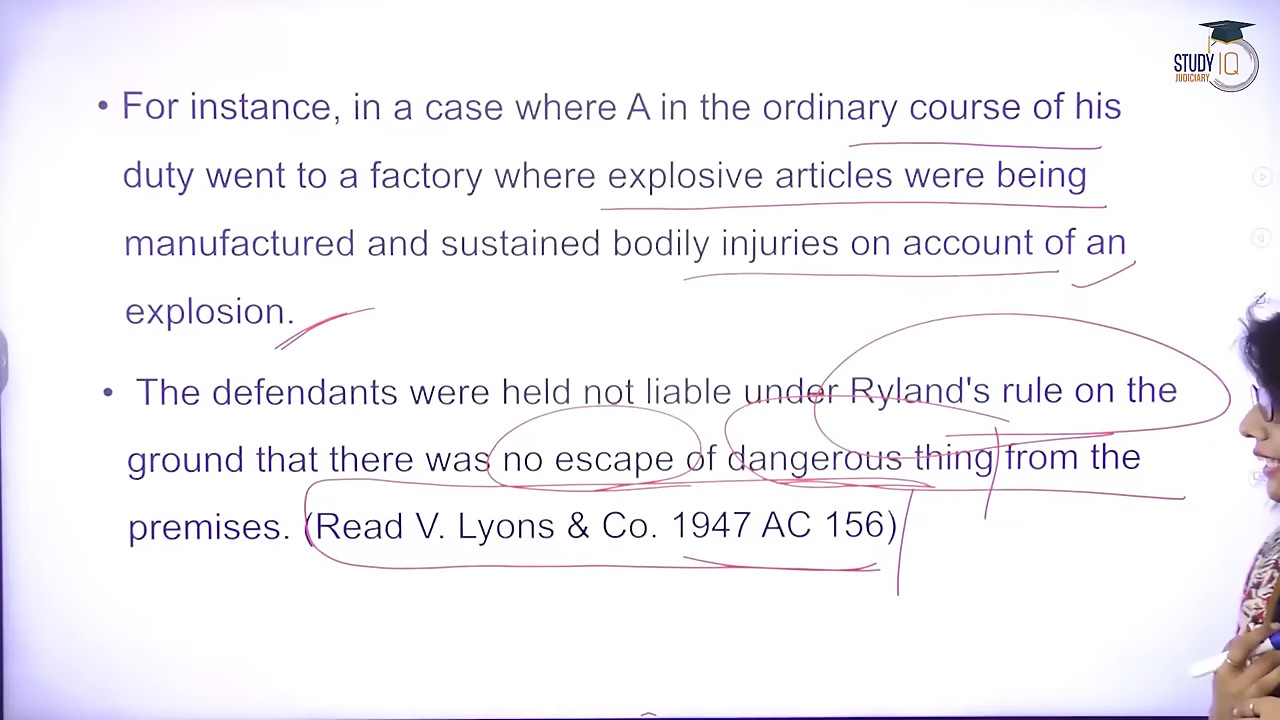 STUDY IQ
JUDICIARY
• For instance, in a case where A in the ordinary course of his
duty went to a factory where explosive articles were being
manufactured and sustained bodily injuries on account of an
explosion.
• The defendants were held not liable under Ryland's rule on the
ground that there was no escape of dangerous thing from the
premises. (Read V. Lyons & Co. 1947 AC 156)